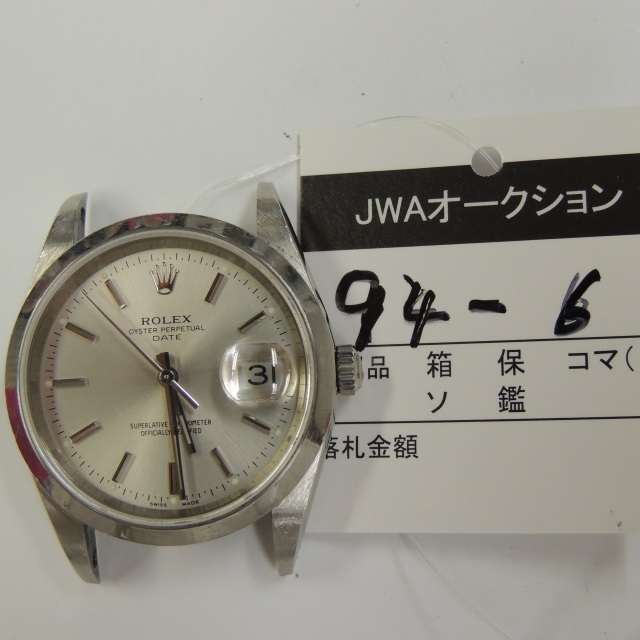 ROLEX
OYSTER PERPETUAL
DATE
31
SUPERLATIVE CHRONOMETER
OFFICIALLY CERTIFIED
SWISS MADE
JWAオークション
94-6
品 箱 保 コマ(
ソ 鑑
落札金額